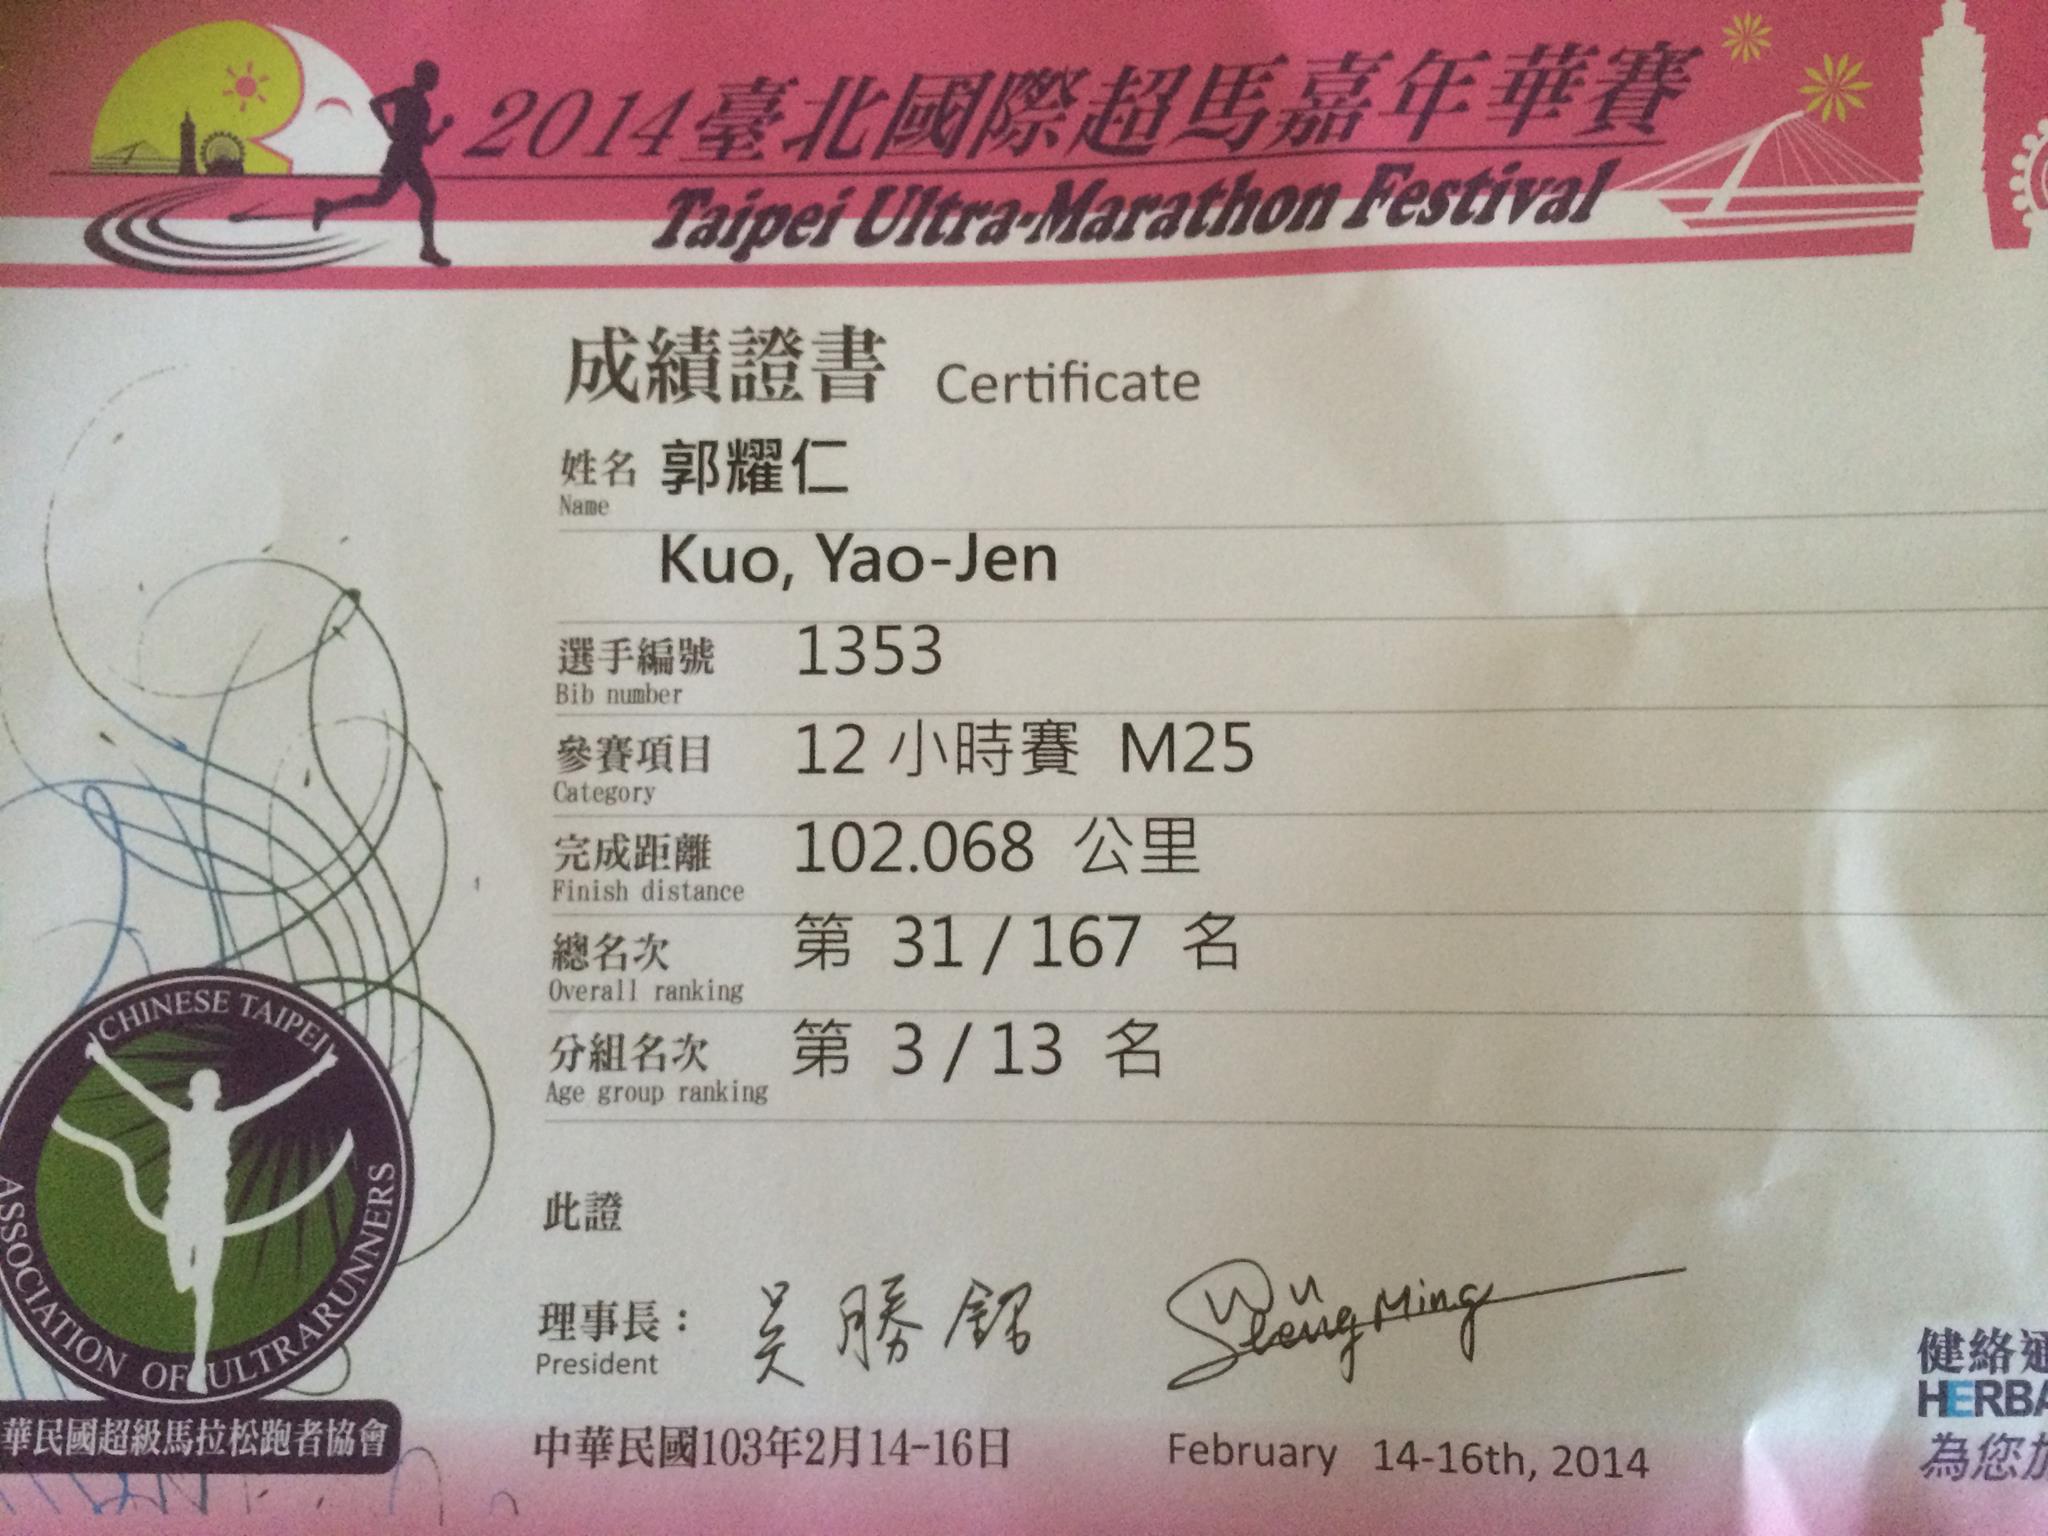 2014臺北國際超馬嘉年華賽
Taipei Ultra-Marathon Festival
成績證書 Certificate
姓名 郭耀仁
Name
Kuo, Yao-Jen
選手編號 1353
Bib number
參賽項目 12 小時賽 M25
Category
完成距離 102.068 公里
Finish distance
總名次 第 31 / 167 名
Overall ranking
分組名次 第 3 / 13 名
Age group ranking
CHINESE TAIPEI
ASSOCIATION OF ULTRARUNNERS
華民國超級馬拉松跑者協會
此證
理事長： 吳勝銘 Wu Sheng Ming
President
中華民國103年2月14-16日 February 14-16th, 2014
健絡通
HERBA
為您加